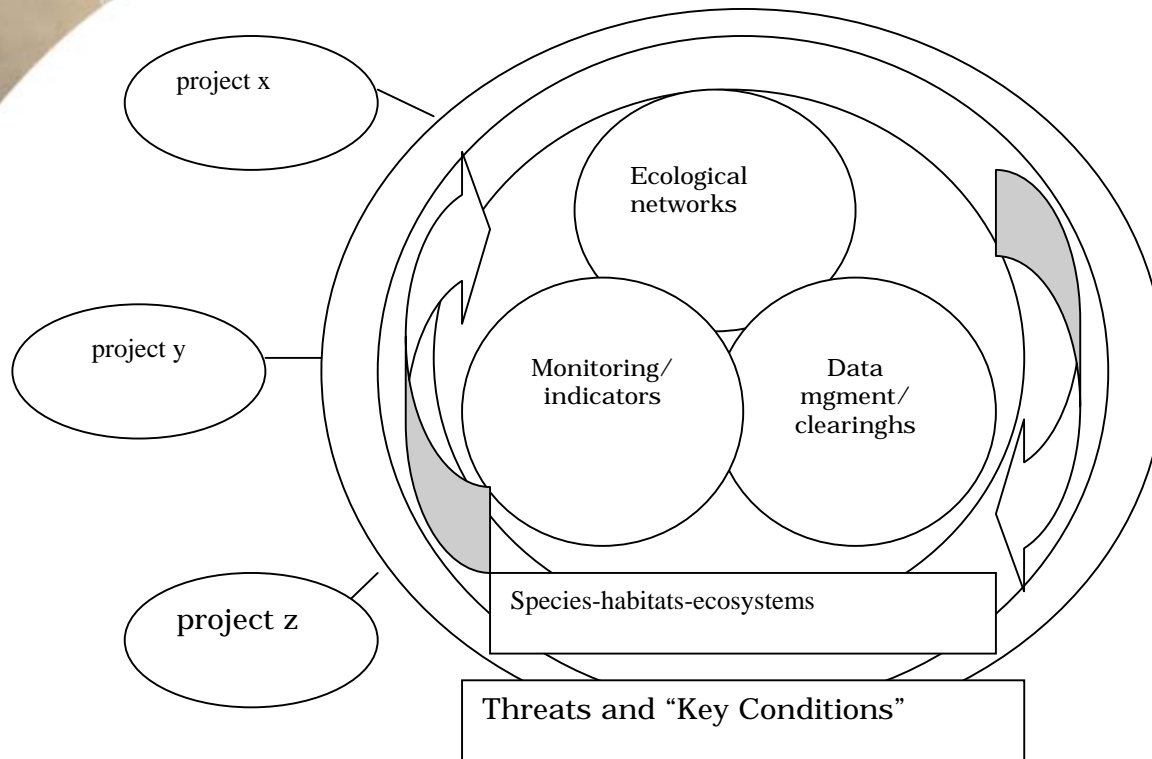 project x
Ecological
networks
project y
Monitoring/
indicators
Data
mgment/
clearinghs
project z
Species-habitats-ecosystems
Threats and “Key Conditions”